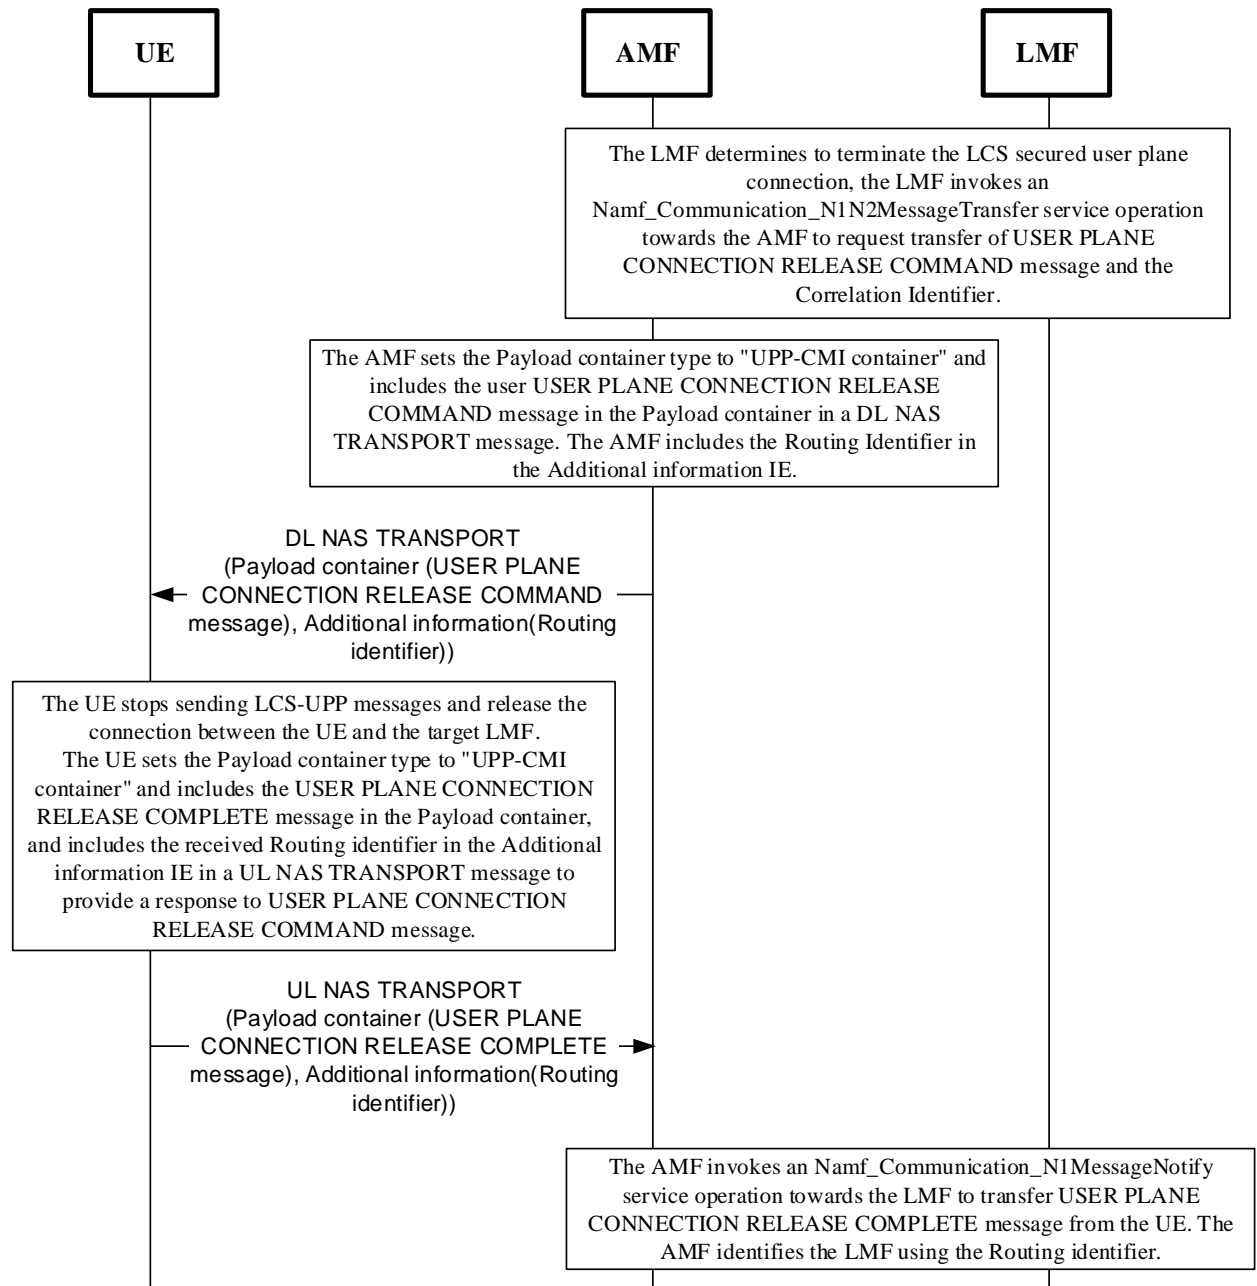 UE
AMF
LMF
The LMF determines to terminate the LCS secured user plane
connection, the LMF invokes an
Namf_Communication_N1N2MessageTransfer service operation
towards the AMF to request transfer of USER PLANE
CONNECTION RELEASE COMMAND message and the
Correlation Identifier.
The AMF sets the Payload container type to "UPP-CMI container" and
includes the user USER PLANE CONNECTION RELEASE
COMMAND message in the Payload container in a DL NAS
TRANSPORT message. The AMF includes the Routing Identifier in
the Additional information IE.
DL NAS TRANSPORT
(Payload container (USER PLANE
CONNECTION RELEASE COMMAND
message), Additional information(Routing
identifier))
The UE stops sending LCS-UPP messages and release the
connection between the UE and the target LMF.
The UE sets the Payload container type to "UPP-CMI
container" and includes the USER PLANE CONNECTION
RELEASE COMPLETE message in the Payload container,
and includes the received Routing identifier in the Additional
information IE in a UL NAS TRANSPORT message to
provide a response to USER PLANE CONNECTION
RELEASE COMMAND message.
UL NAS TRANSPORT
(Payload container (USER PLANE
CONNECTION RELEASE COMPLETE
message), Additional information(Routing
identifier))
The AMF invokes an Namf_Communication_N1MessageNotify
service operation towards the LMF to transfer USER PLANE
CONNECTION RELEASE COMPLETE message from the UE. The
AMF identifies the LMF using the Routing identifier.